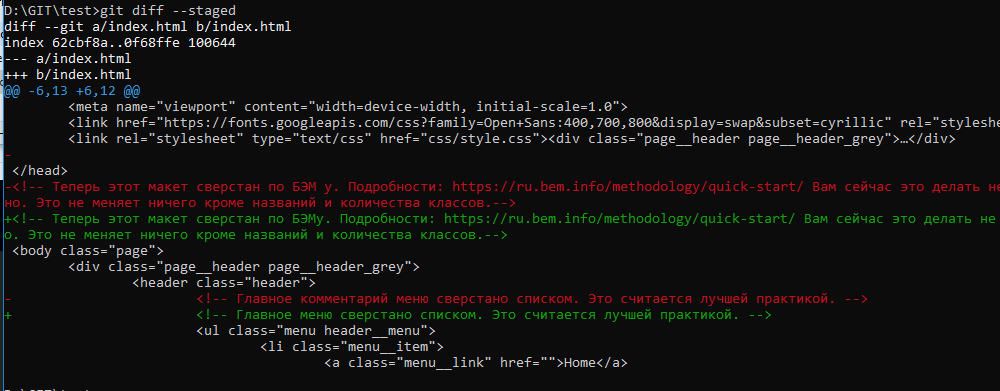 D:\GIT\test>git diff --staged
diff --git a/index.html b/index.html
index 62cbf8a..0f68ffe 100644
--- a/index.html
+++ b/index.html
@@ -6,13 +6,12 @@
<meta name="viewport" content="width=device-width, initial-scale=1.0">
<link href="https://fonts.googleapis.com/css?family=Open+Sans:400,700,800&display=swap&subset=cyrillic" rel="styleshe
<link rel="stylesheet" type="text/css" href="css/style.css"><div class="page__header page__header_grey">…</div>
-
</head>
-<!-- Теперь этот макет сверстан по БЭМ у. Подробности: https://ru.bem.info/methodology/quick-start/ Вам сейчас это делать не
но. Это не меняет ничего кроме названий и количества классов.-->
+<!-- Теперь этот макет сверстан по БЭМу. Подробности: https://ru.bem.info/methodology/quick-start/ Вам сейчас это делать не
о. Это не меняет ничего кроме названий и количества классов.-->
<body class="page">
<div class="page__header page__header_grey">
<header class="header">
- <!-- Главное комментарий меню сверстано списком. Это считается лучшей практикой. -->
+ <!-- Главное меню сверстано списком. Это считается лучшей практикой. -->
<ul class="menu header__menu">
<li class="menu__item">
<a class="menu__link" href="">Home</a>